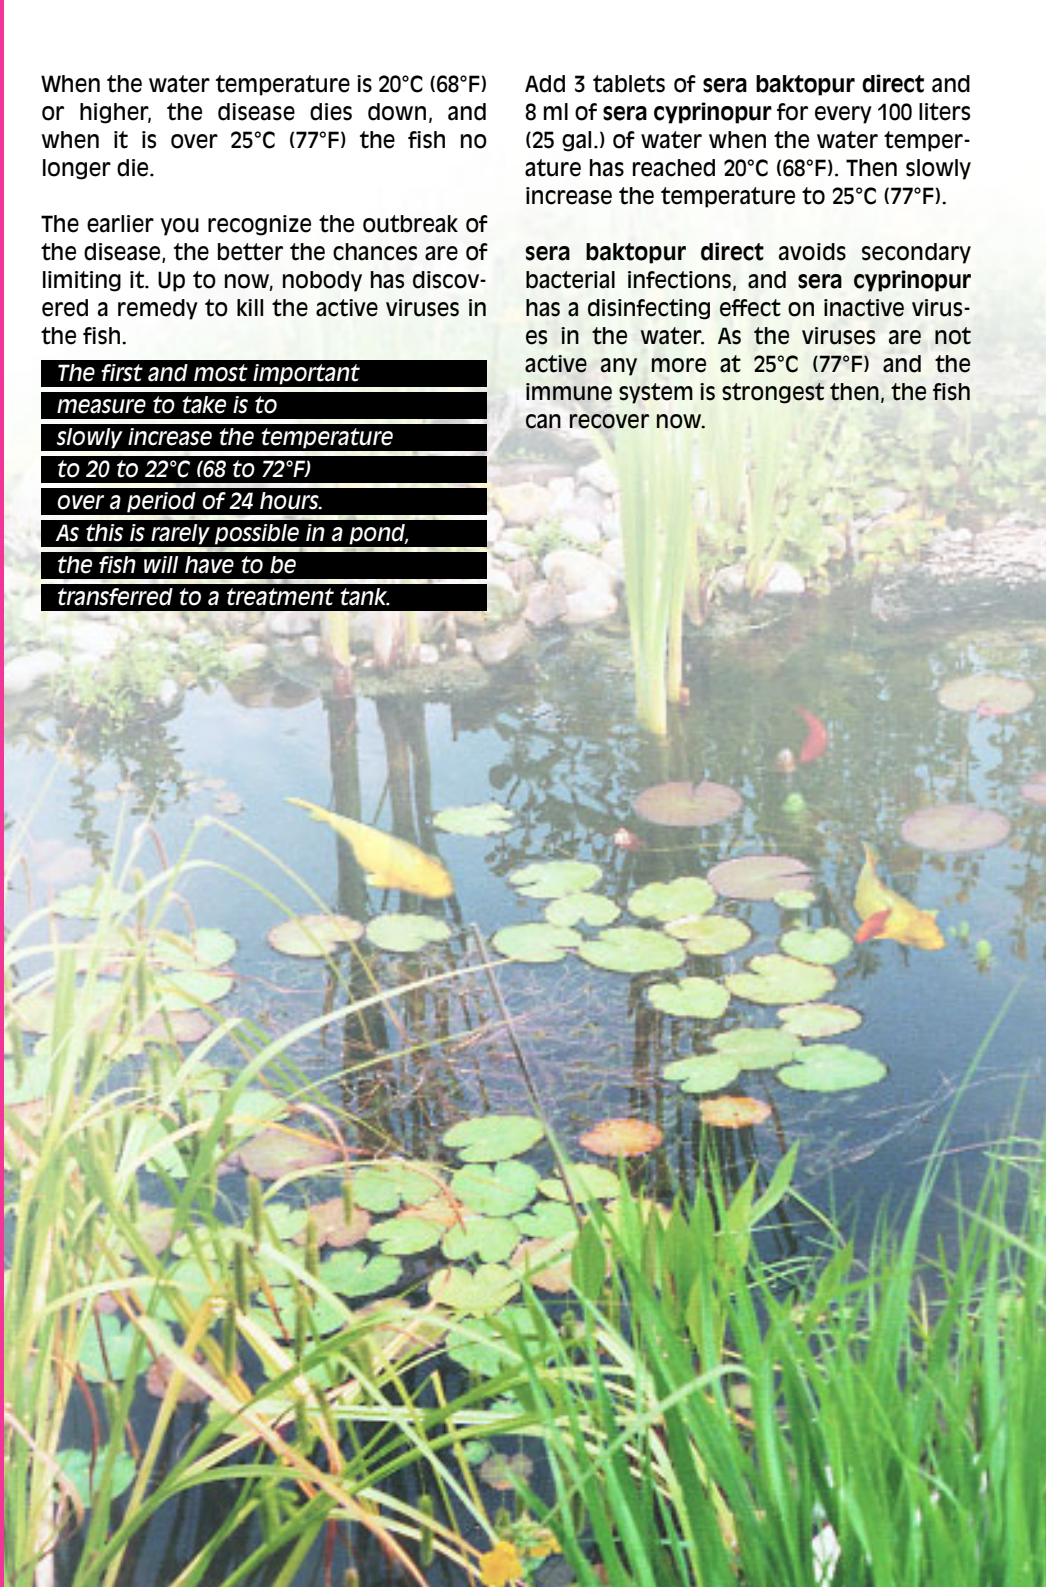 When the water temperature is 20°C (68°F)
or higher, the disease dies down, and
when it is over 25°C (77°F) the fish no
longer die.
The earlier you recognize the outbreak of
the disease, the better the chances are of
limiting it. Up to now, nobody has discov-
ered a remedy to kill the active viruses in
the fish.
The first and most important
measure to take is to
slowly increase the temperature
to 20 to 22°C (68 to 72°F)
over a period of 24 hours.
As this is rarely possible in a pond,
the fish will have to be
transferred to a treatment tank.
Add 3 tablets of sera baktopur direct and
8 ml of sera cyprinopur for every 100 liters
(25 gal.) of water when the water temper-
ature has reached 20°C (68°F). Then slowly
increase the temperature to 25°C (77°F).
sera baktopur direct avoids secondary
bacterial infections, and sera cyprinopur
has a disinfecting effect on inactive virus-
es in the water. As the viruses are not
active any more at 25°C (77°F) and the
immune system is strongest then, the fish
can recover now.